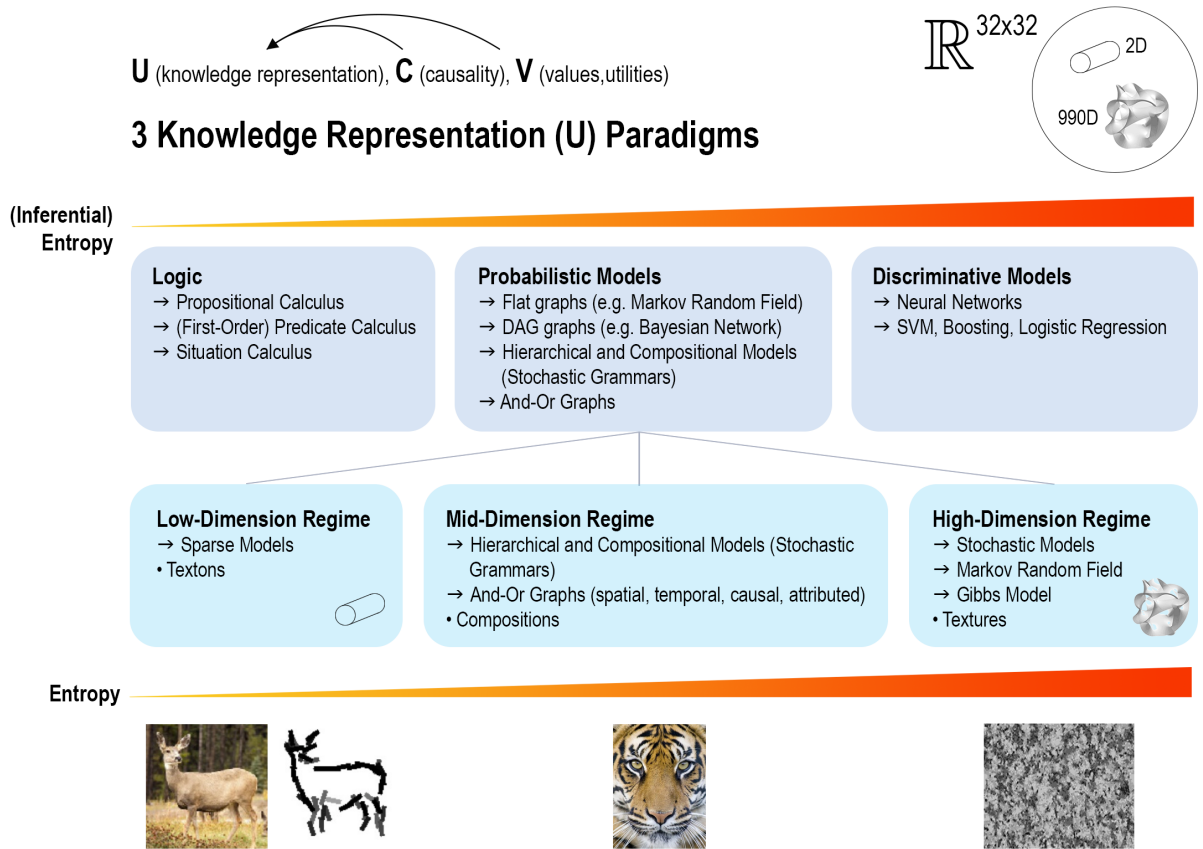 U (knowledge representation), C (causality), V (values,utilities)
ℝ 32x32
2D
990D
3 Knowledge Representation (U) Paradigms
(Inferential)
Entropy
Logic
→ Propositional Calculus
→ (First-Order) Predicate Calculus
→ Situation Calculus
Probabilistic Models
→ Flat graphs (e.g. Markov Random Field)
→ DAG graphs (e.g. Bayesian Network)
→ Hierarchical and Compositional Models
(Stochastic Grammars)
→ And-Or Graphs
Discriminative Models
→ Neural Networks
→ SVM, Boosting, Logistic Regression
Low-Dimension Regime
→ Sparse Models
• Textons
Mid-Dimension Regime
→ Hierarchical and Compositional Models (Stochastic
Grammars)
→ And-Or Graphs (spatial, temporal, causal, attributed)
• Compositions
High-Dimension Regime
→ Stochastic Models
→ Markov Random Field
→ Gibbs Model
• Textures
Entropy